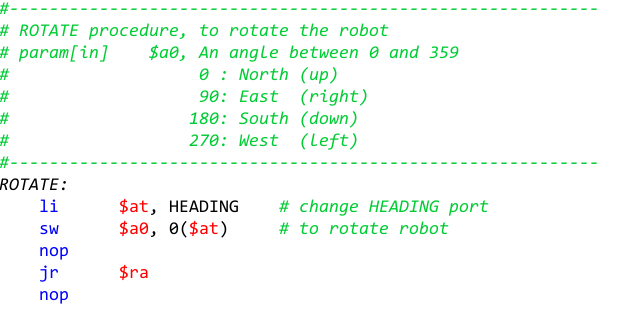 #-----------------------------------------------------------
# ROTATE procedure, to rotate the robot
# param[in]    $a0, An angle between 0 and 359
#                   0 : North (up)
#                   90: East  (right)
#                  180: South (down)
#                  270: West  (left)
#-----------------------------------------------------------
ROTATE:
    li      $at, HEADING    # change HEADING port
    sw      $a0, 0($at)     # to rotate robot
    nop
    jr      $ra
    nop